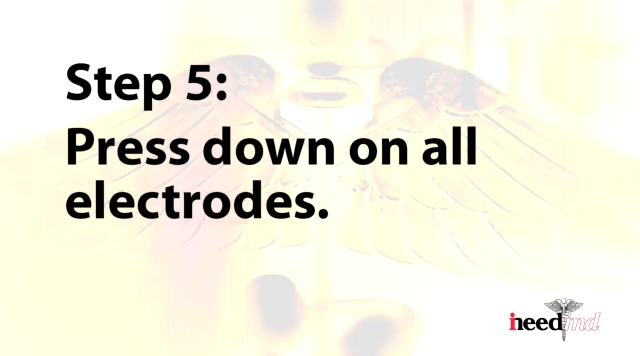 Step 5:
Press down on all
electrodes.
ineedmd